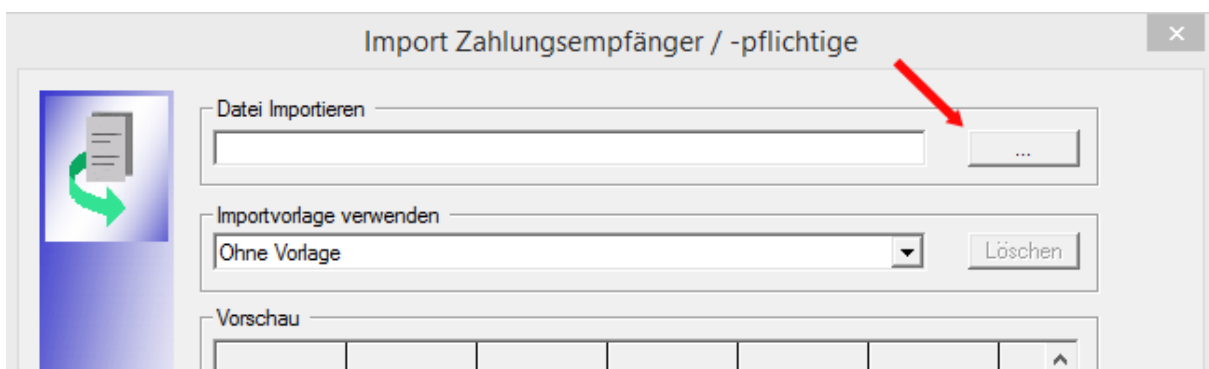 Import Zahlungsempfänger / -pflichtige
Datei Importieren
...
Importvorlage verwenden
Ohne Vorlage
Löschen
Vorschau